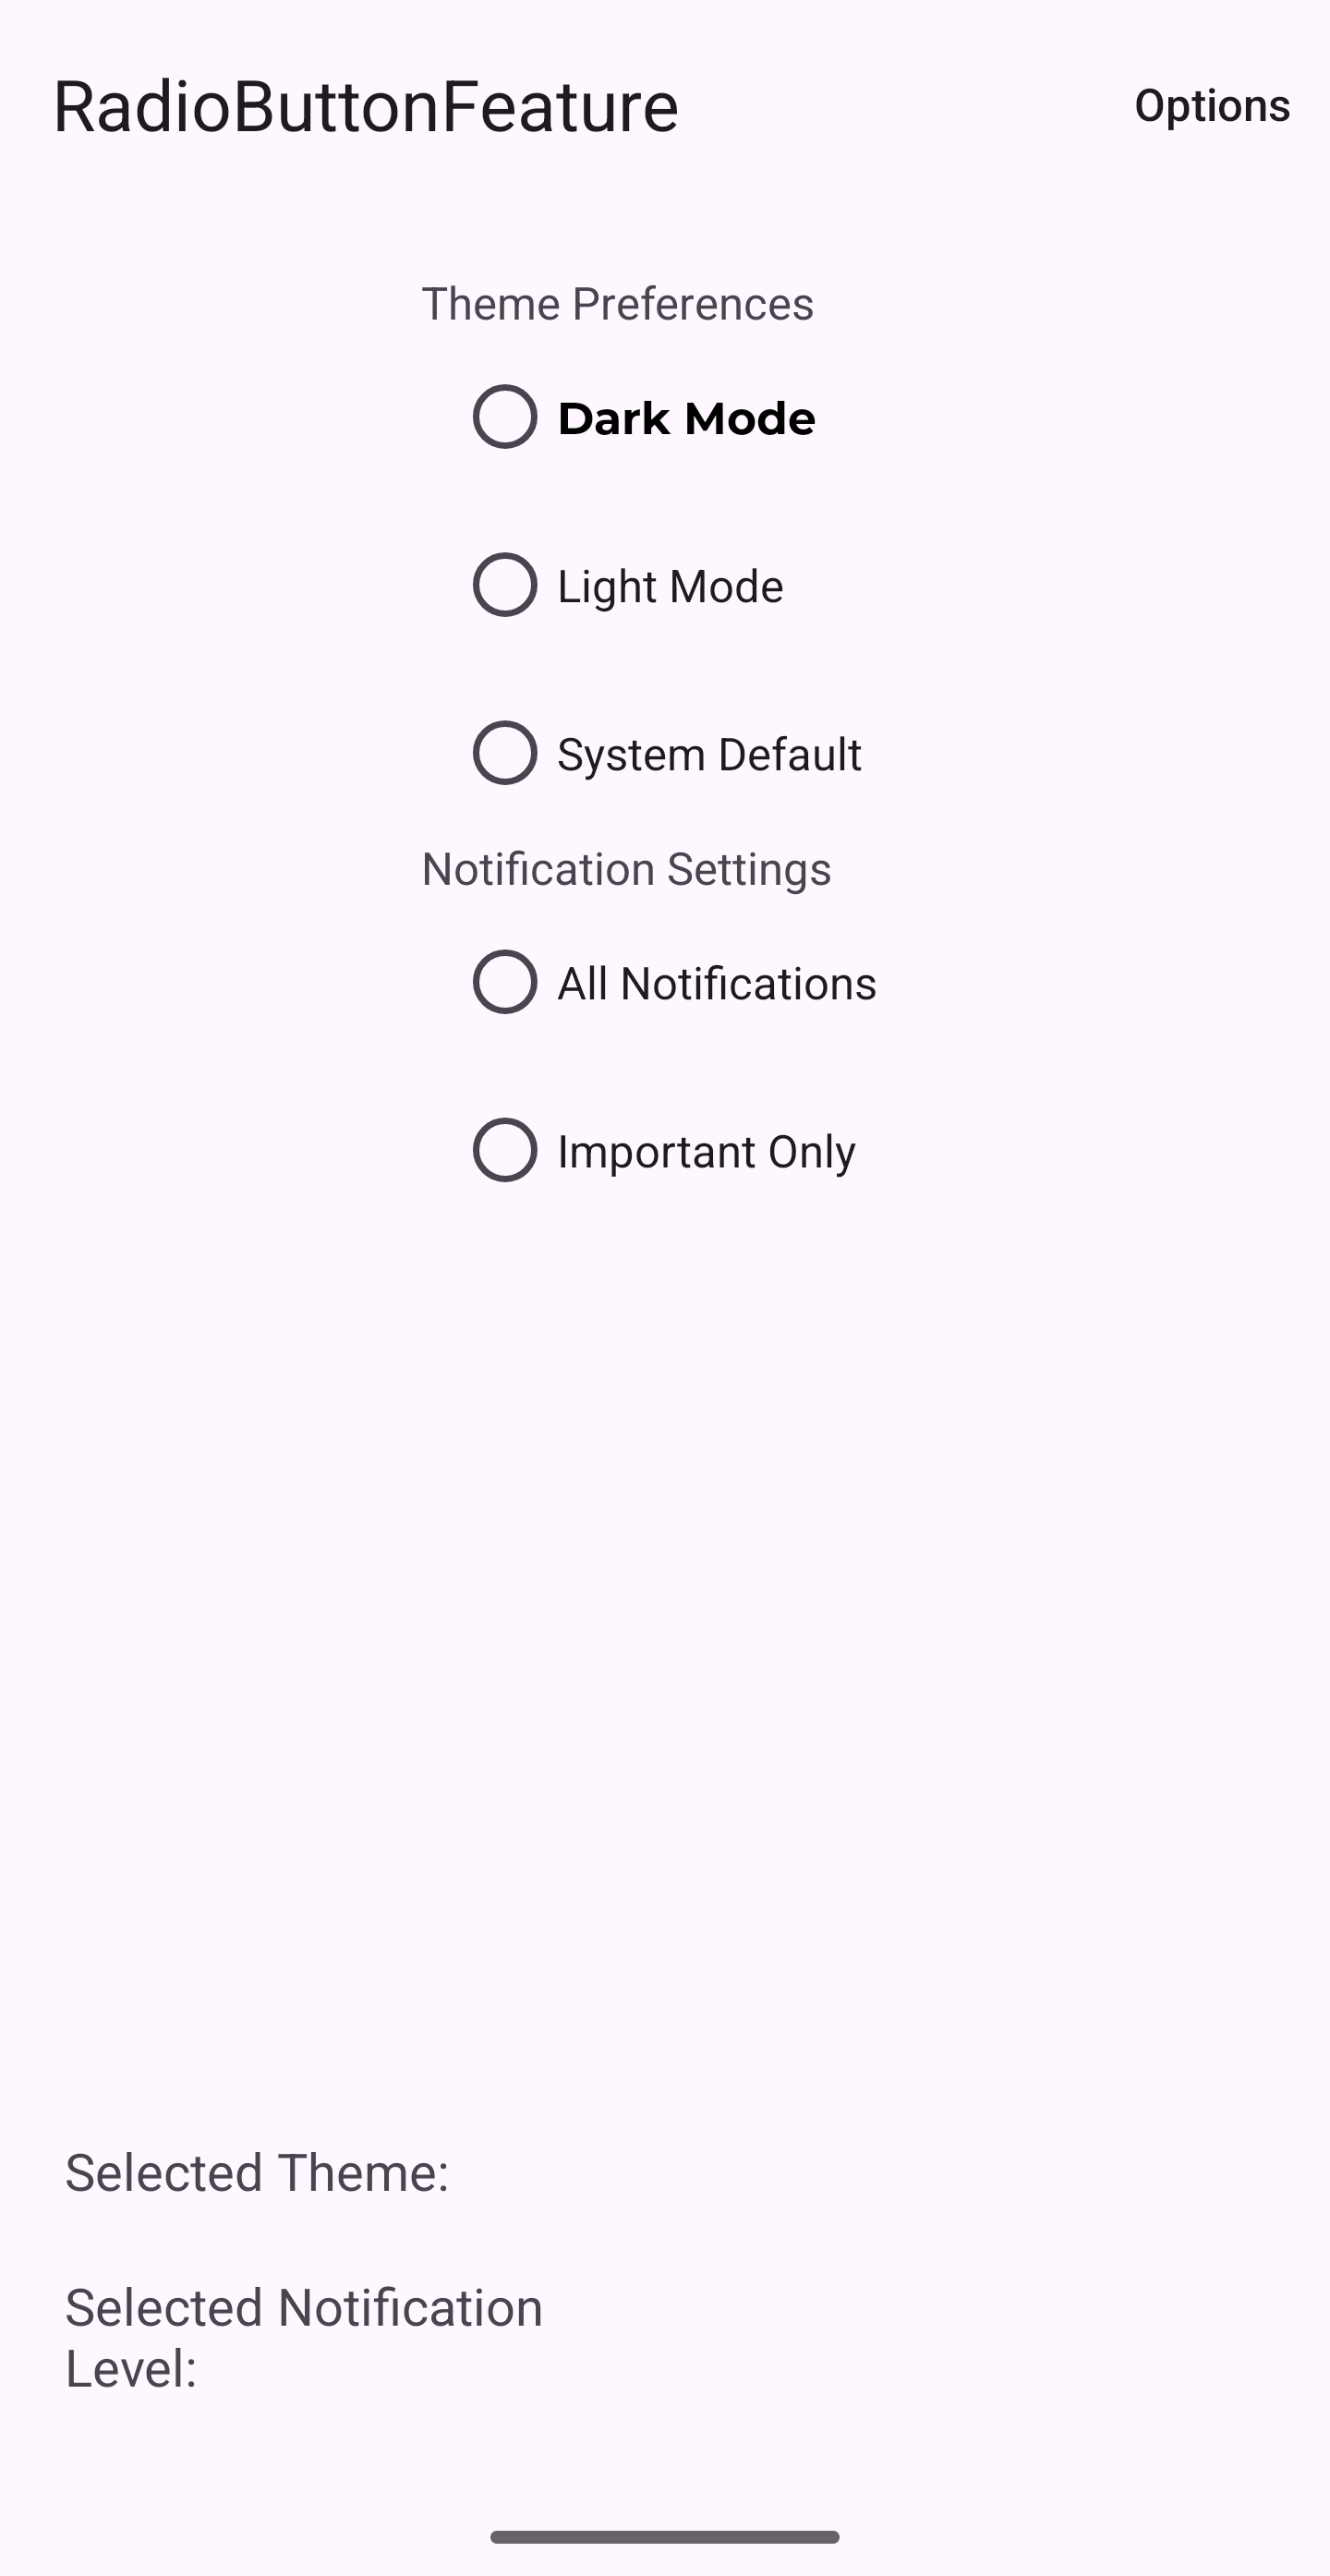 RadioButtonFeature
Options
Theme Preferences
Dark Mode
Light Mode
System Default
Notification Settings
All Notifications
Important Only
Selected Theme:
Selected Notification
Level: